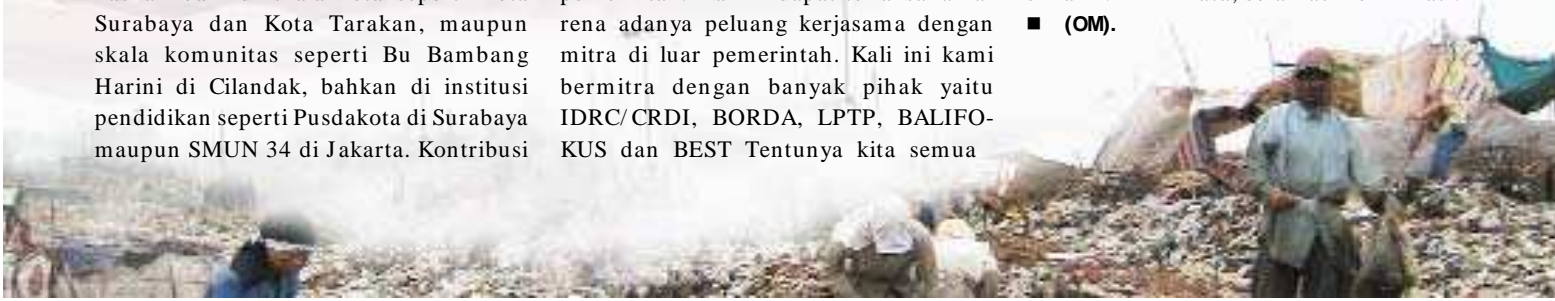 Surabaya dan Kota Tarakan, maupun
skala komunitas seperti Bu Bambang
Harini di Cilandak, bahkan di institusi
pendidikan seperti Pusdakota di Surabaya
maupun SMUN 34 di Jakarta. Kontribusi
rena adanya peluang kerjasama dengan
mitra di luar pemerintah. Kali ini kami
bermitra dengan banyak pihak yaitu
IDRC/CRDI, BORDA, LPTP, BALIFO-
KUS dan BEST Tentunya kita semua
■ (OM).